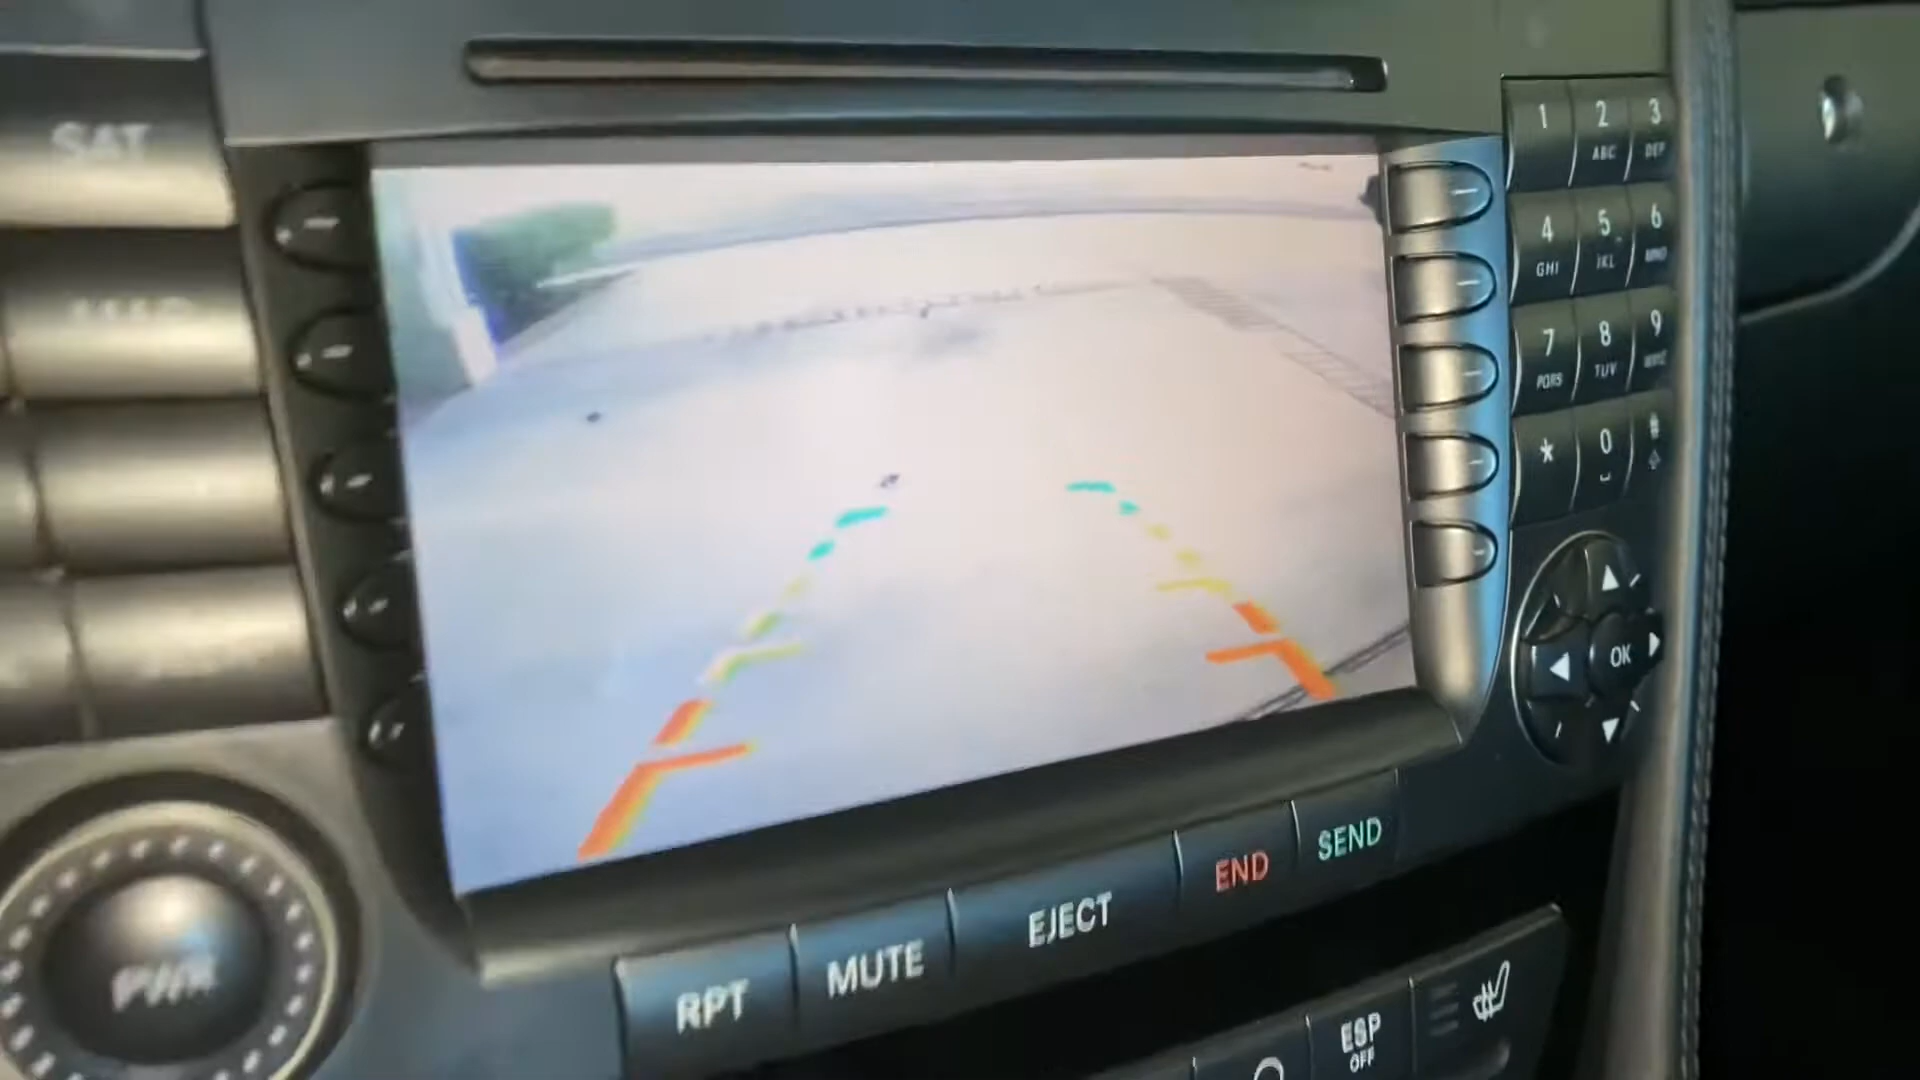 SAT
1
2
3
ABC
DEF
4
5
6
GHI
JKL
MNO
7
8
9
PQRS
TUV
*
0
#
OK
SEND
END
EJECT
MUTE
RPT
PWR
ESP
OFF